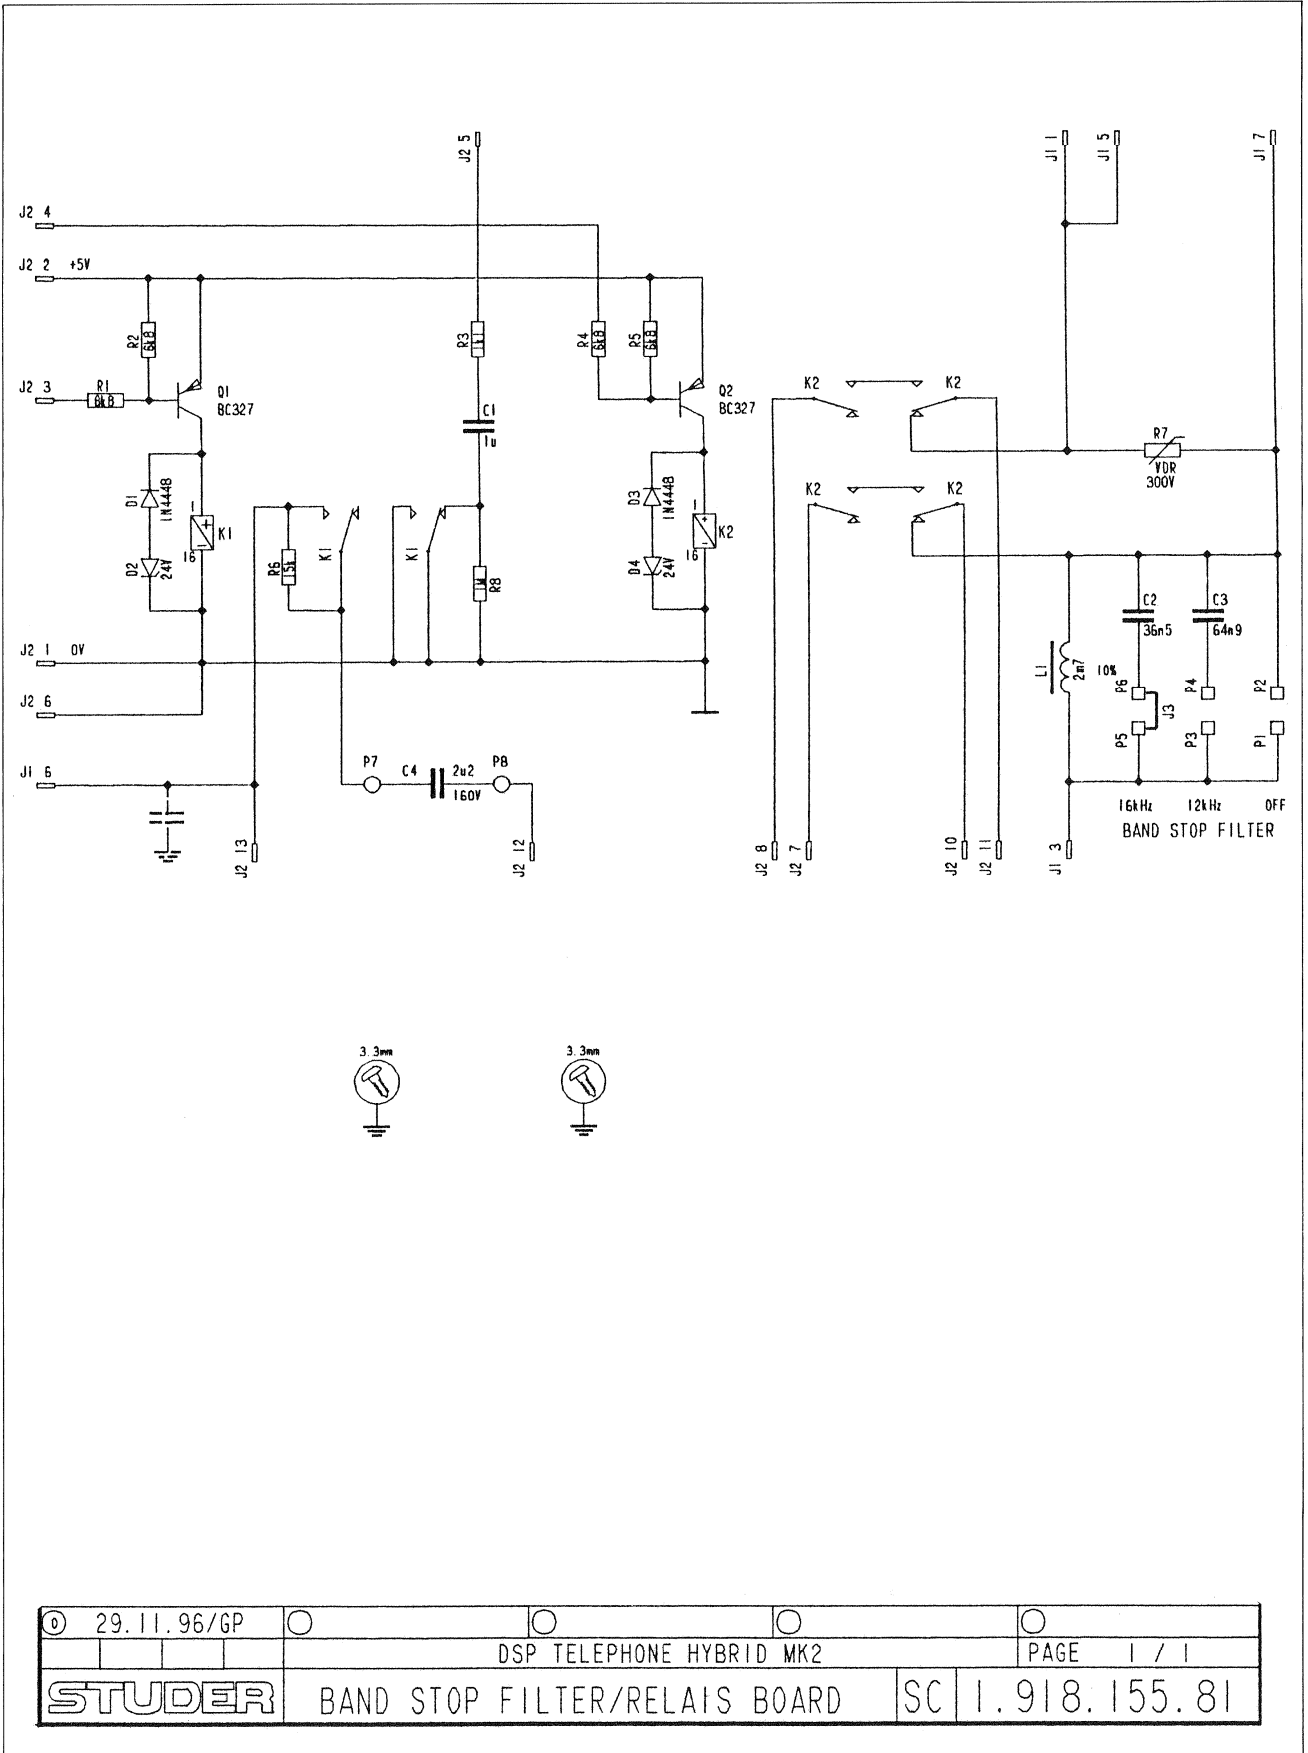 J2 5
J1 1
J1 5
J1 7
J2 4
J2 2 +5V
R2 6k8
R3 1k1
R4 6k8
R5 6k8
J2 3
R1 6k8
Q1
BC327
Q2
BC327
C1
1u
K2
K2
R7
VDR
300V
K2
K2
D1
1N4448
D2
24V
1
K1
16
R6 15k
K1
K1
R8 1M
D3
1N4448
D4
24V
1
K2
16
C2
36n5
C3
64n9
L1
2m7
10%
J2 1 0V
J2 6
P6
P4
P2
J3
P5
P3
P1
J1 6
P7
C4
2u2
160V
P8
16kHz
12kHz
OFF
BAND STOP FILTER
J2 13
J2 12
J2 8
J2 7
J2 10
J2 11
J1 3
3.3mm
3.3mm
0 29.11.96/GP
DSP TELEPHONE HYBRID MK2
PAGE 1 / 1
STUDER
BAND STOP FILTER/RELAIS BOARD
SC
1.918.155.81